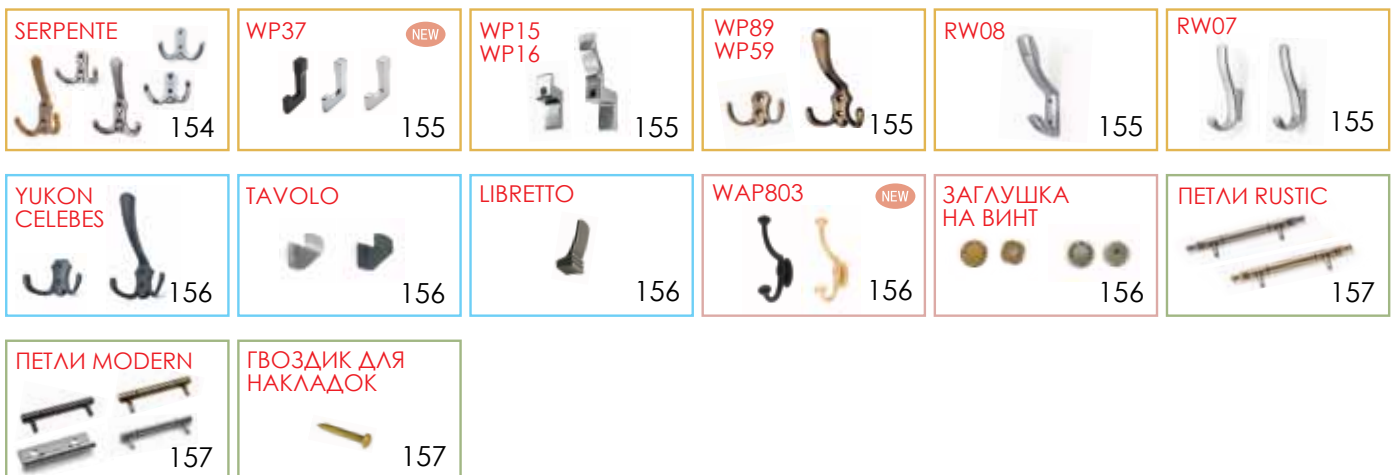 SERPENTE
154
WP37
NEW
155
WP15
WP16
155
WP89
WP59
155
RW08
155
RW07
155
YUKON
CELEBES
156
TAVOLO
156
LIBRETTO
156
WAP803
NEW
156
ЗАГЛУШКА
НА ВИНТ
156
ПЕТЛИ RUSTIC
157
ПЕТЛИ MODERN
157
ГВОЗДИК ДЛЯ
НАКЛАДОК
157